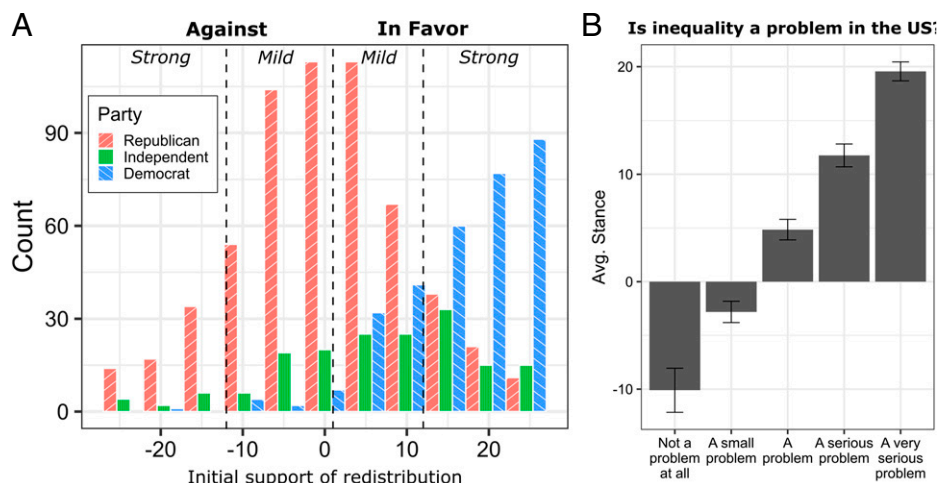 A
Against
In Favor
Strong
Mild
Mild
Strong
Party
Republican
Independent
Democrat
Count
90
60
30
0
-20
-10
0
10
20
Initial support of redistribution
B
Is inequality a problem in the US?
Avg. Stance
20
10
0
-10
Not a
problem
at all
A small
problem
A
problem
A serious
problem
A very
serious
problem